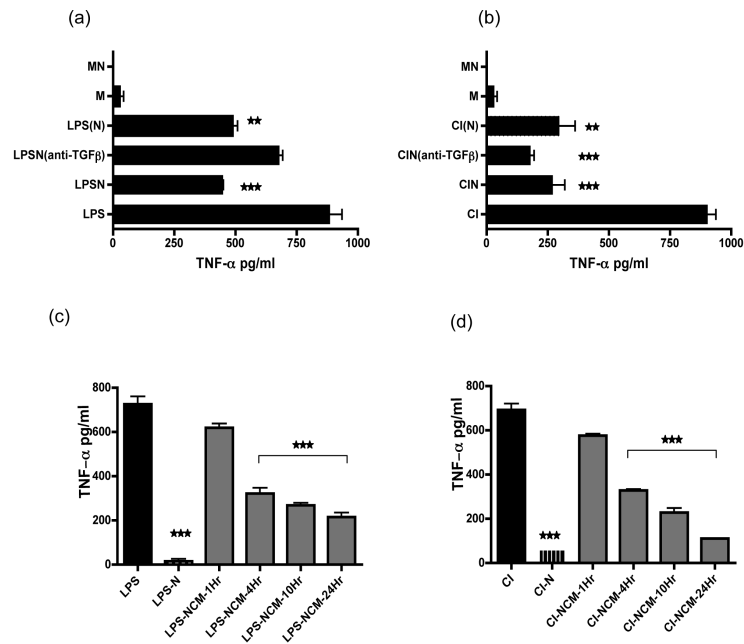 (a)
MN
M
LPS(N)
★★
LPSN(anti-TGFβ)
LPSN
★★★
LPS
0 250 500 750 1000
TNF-α pg/ml
(b)
MN
M
CI(N)
★★
CIN(anti-TGFβ)
★★★
CIN
★★★
CI
0 250 500 750 1000
TNF-α pg/ml
(c)
TNF–α pg/ml
800
600
400
200
0
★★★
★★★
LPS
LPS-N
LPS-NCM-1Hr
LPS-NCM-4Hr
LPS-NCM-10Hr
LPS-NCM-24Hr
(d)
TNF–α pg/ml
800
600
400
200
0
★★★
★★★
CI
CI-N
CI-NCM-1Hr
CI-NCM-4Hr
CI-NCM-10Hr
CI-NCM-24Hr